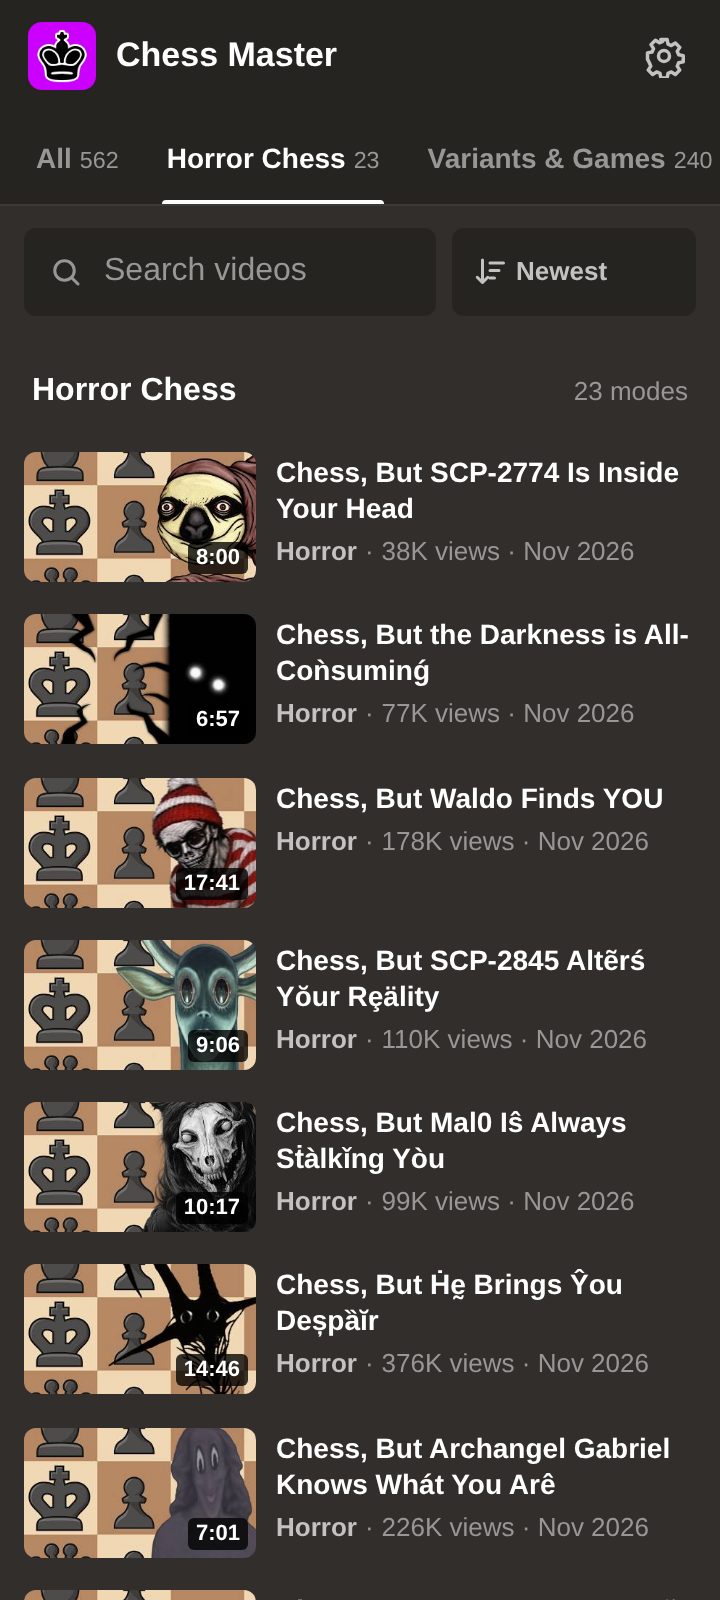 Chess Master
All 562 Horror Chess 23 Variants & Games 240
Search videos Newest
Horror Chess 23 modes
Chess, But SCP-2774 Is Inside
Your Head
Horror · 38K views · Nov 2026
8:00
Chess, But the Darkness is All-
Coǹsuminǵ
Horror · 77K views · Nov 2026
6:57
Chess, But Waldo Finds YOU
Horror · 178K views · Nov 2026
17:41
Chess, But SCP-2845 Altẽrś
Yŏur Ręälity
Horror · 110K views · Nov 2026
9:06
Chess, But Mal0 Iŝ Always
Sṫàlkǐng Yòu
Horror · 99K views · Nov 2026
10:17
Chess, But Ḣḛ Brings Ŷou
Deṣpȁǐr
Horror · 376K views · Nov 2026
14:46
Chess, But Archangel Gabriel
Knows Whát You Arê
Horror · 226K views · Nov 2026
7:01